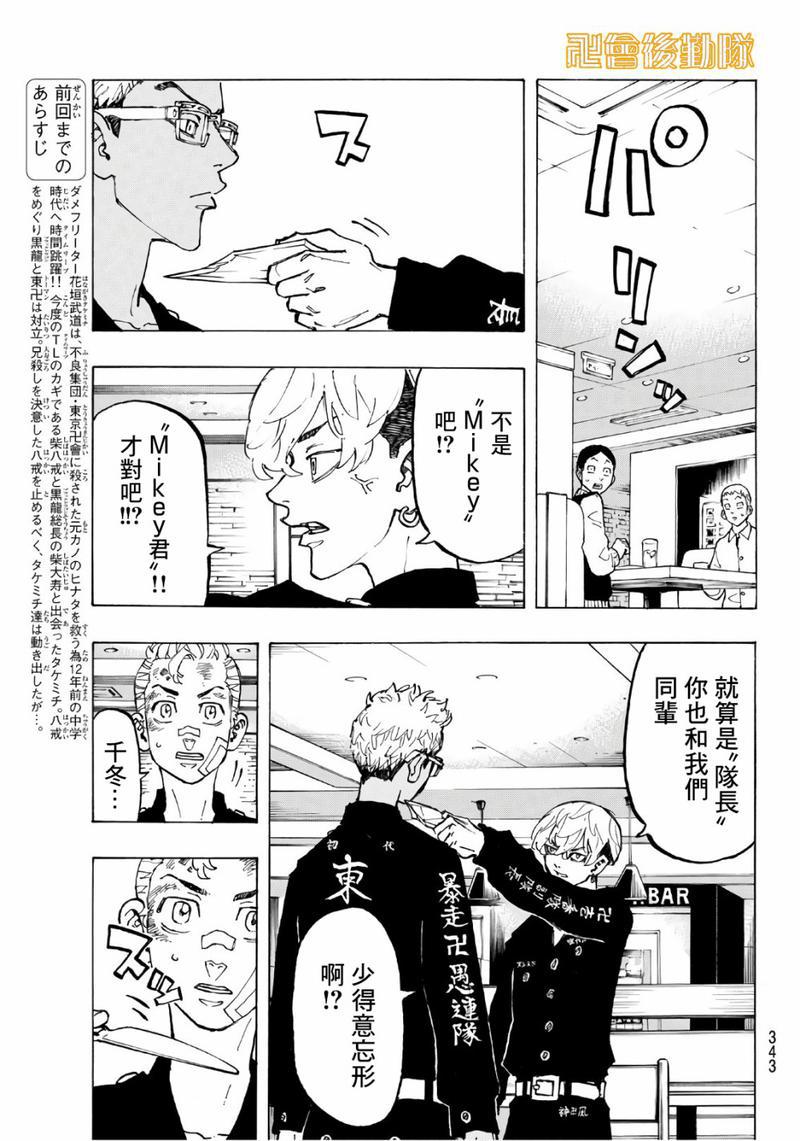 卍會後勤隊
ス
長
不是
“Mikey”
吧!?
“Mikey君”!!
才對吧!!?
就算是“隊長”
你也和我們
同輩
千冬…
BAR
初代
東
暴走卍愚連隊
少得意忘形
啊!?
スッ
前回までの
あらすじ
ダメフリーター花垣武道は、不良集団・東京卍會に殺された元カノのヒナタを救う為12年前の中学
時代へ時間跳躍!! 今度のTLのカギである柴八戒と黒龍総長の柴大寿と出会ったタケミチ。八戒
をめぐり黒龍と東卍は対立。兄殺しを決意した八戒を止めるべく、タケミチ達は動き出したが…。
343